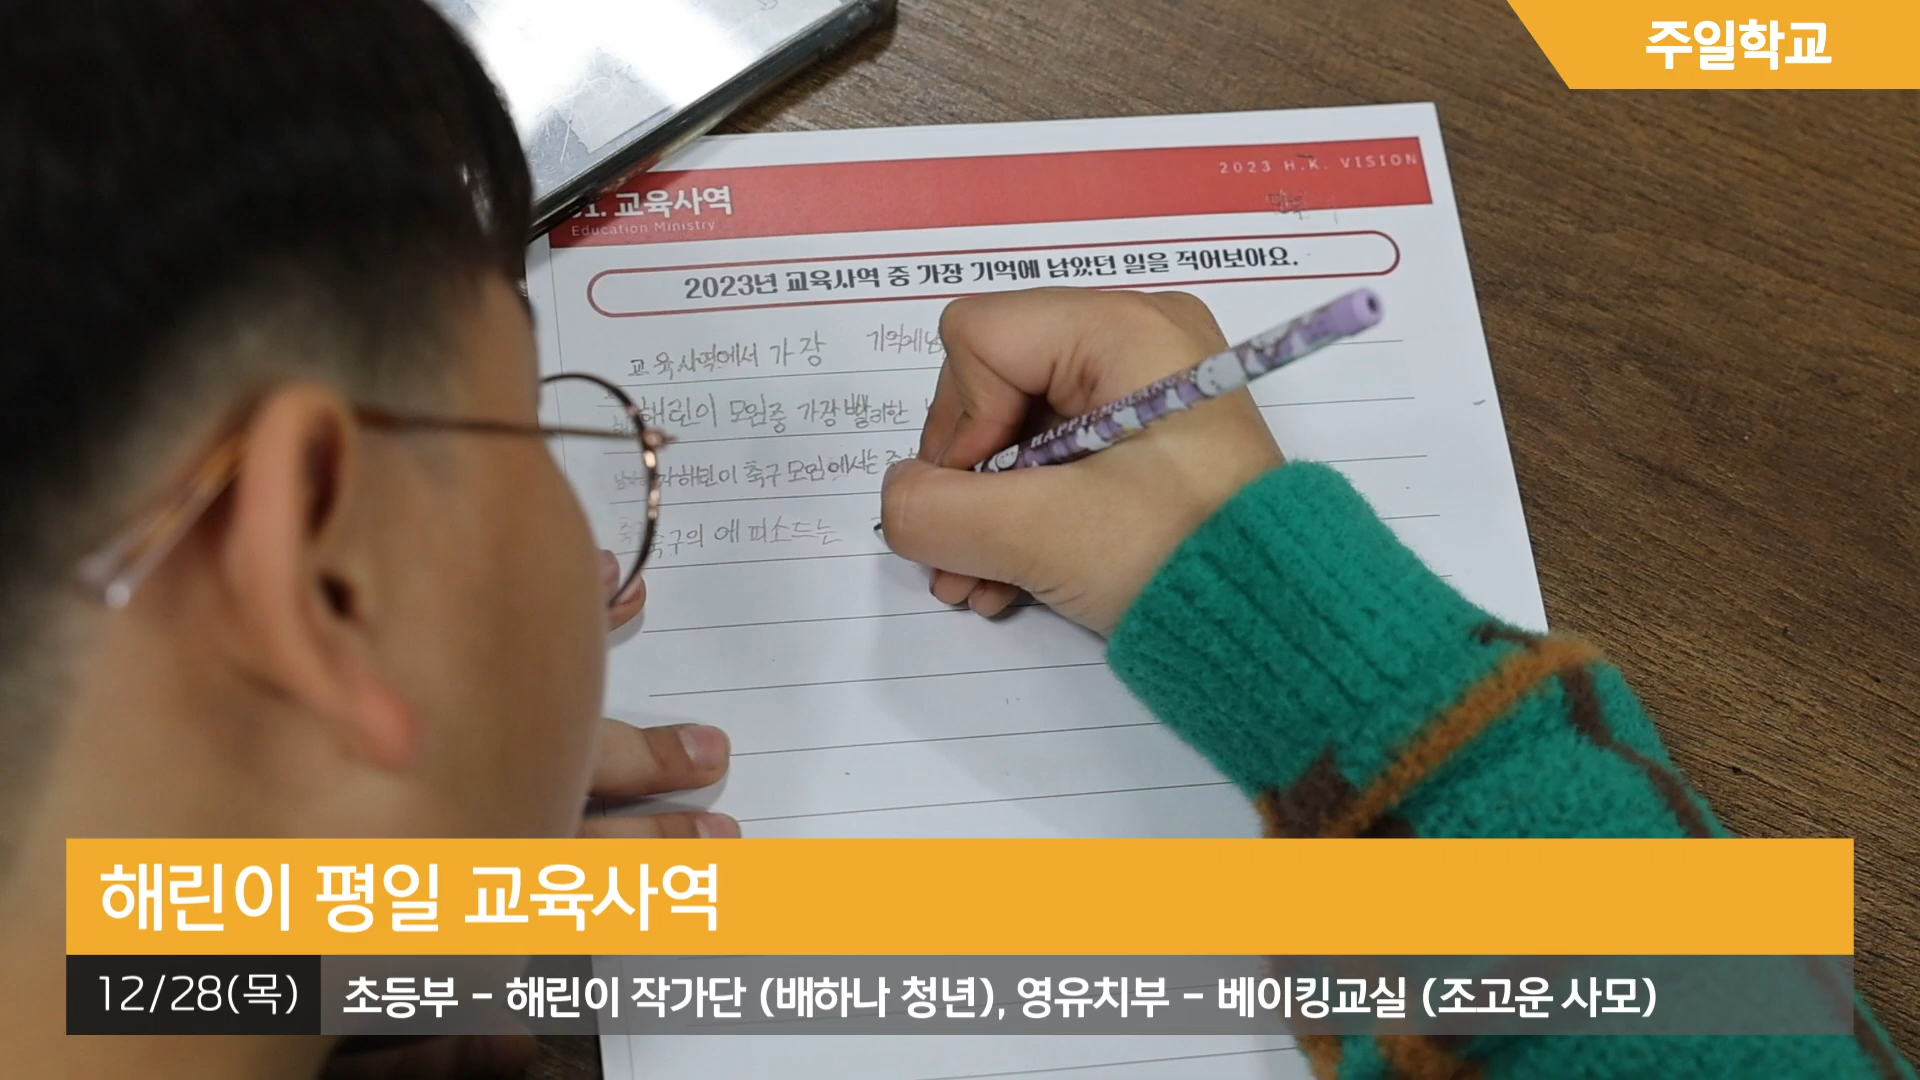 주일학교
2023 H.K. VISION
01. 교육사역
Education Ministry
2023년 교육사역 중 가장 기억에 남았던 일을 적어보아요.
교육사역에서 가장 기억에
해린이 모임중 가장
해린이 축구 모임에서는
축구의 에피소드는
HAPPY MOLANG
해린이 평일 교육사역
12/28(목) 초등부 - 해린이 작가단 (배하나 청년), 영유치부 - 베이킹교실 (조고운 사모)